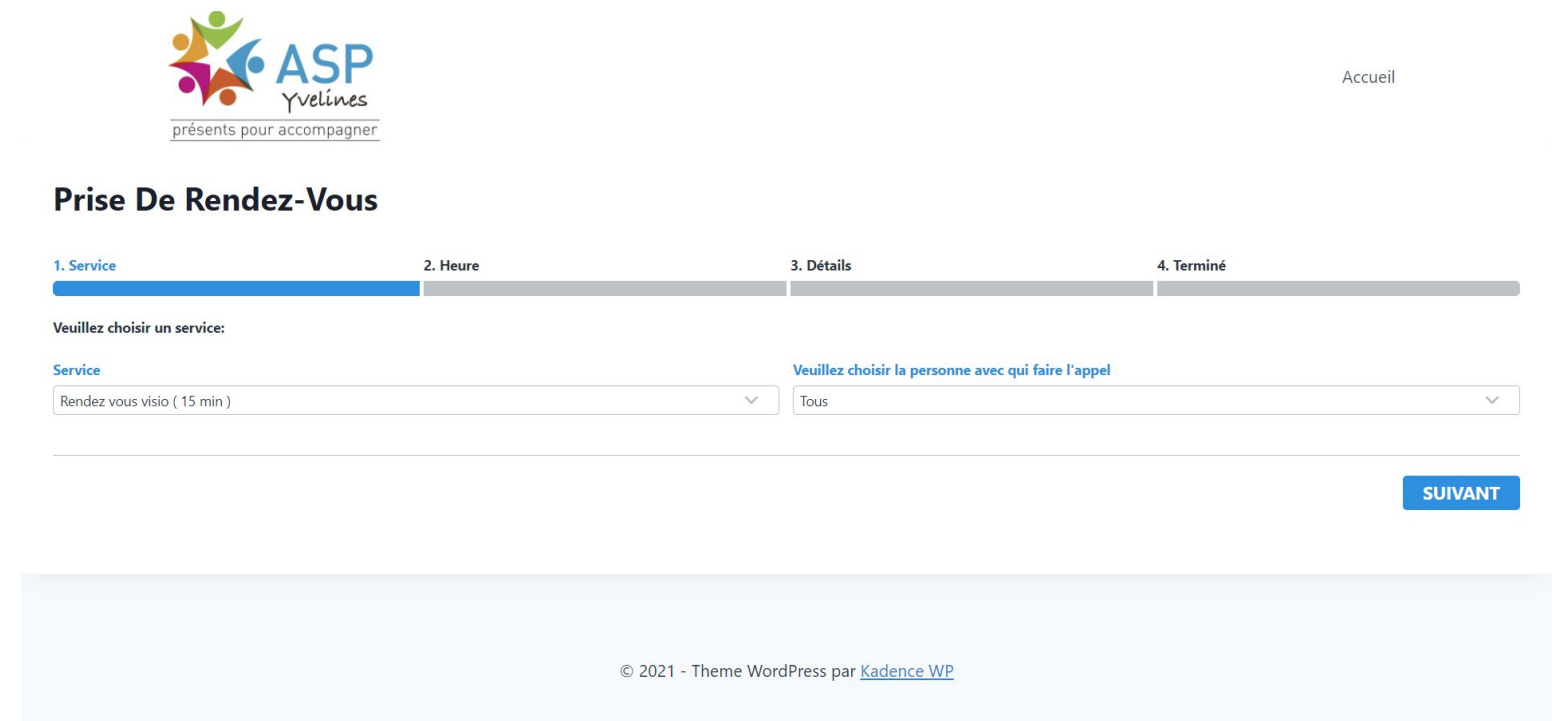 ASP
Yvelines
présents pour accompagner
Accueil
Prise De Rendez-Vous
1. Service
2. Heure
3. Détails
4. Terminé
Veuillez choisir un service:
Service
Veuillez choisir la personne avec qui faire l'appel
Rendez vous visio ( 15 min )
Tous
SUIVANT
© 2021 - Theme WordPress par Kadence WP